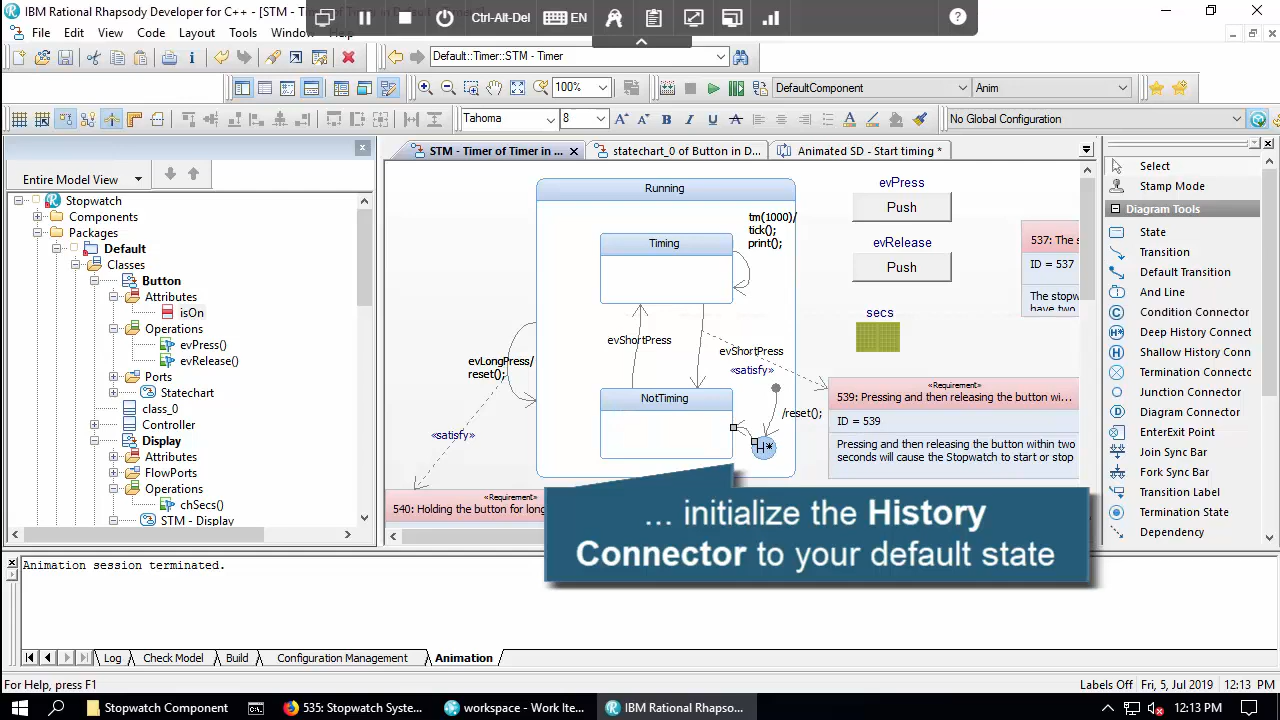 IBM Rational Rhapsody Developer for C++ - [STM - Timer of Timer in Default
Ctrl-Alt-Del
EN
Edit
View
Code
Layout
Tools
Window
Default::Timer::STM - Timer
100%
DefaultComponent
Anim
Tahoma
8
No Global Configuration
Entire Model View
Stopwatch
Components
Packages
Default
Classes
Button
Attributes
isOn
Operations
evPress()
evRelease()
Ports
Statechart
class_0
Controller
Display
Attributes
FlowPorts
Operations
chSecs()
STM - Display
STM - Timer of Timer in ...
statechart_0 of Button in D...
Animated SD - Start timing *
Running
Timing
tm(1000)/
tick();
print();
evShortPress
evShortPress
«satisfy»
evLongPress/
reset();
NotTiming
/reset();
H*
«satisfy»
evPress
Push
evRelease
Push
secs
537: The s
ID = 537
The stopw
have two
«Requirement»
539: Pressing and then releasing the button wi...
ID = 539
Pressing and then releasing the button within two
seconds will cause the Stopwatch to start or stop
«Requirement»
540: Holding the button for long
... initialize the History
Connector to your default state
Select
Stamp Mode
Diagram Tools
State
Transition
Default Transition
And Line
Condition Connector
Deep History Connect
Shallow History Conn
Termination Connectc
Junction Connector
Diagram Connector
EnterExit Point
Join Sync Bar
Fork Sync Bar
Transition Label
Termination State
Dependency
Animation session terminated.
Log
Check Model
Build
Configuration Management
Animation
For Help, press F1
Labels Off
Fri, 5, Jul 2019
12:13 PM
Stopwatch Component
535: Stopwatch Syste...
workspace - Work Ite...
IBM Rational Rhapso...
12:13 PM